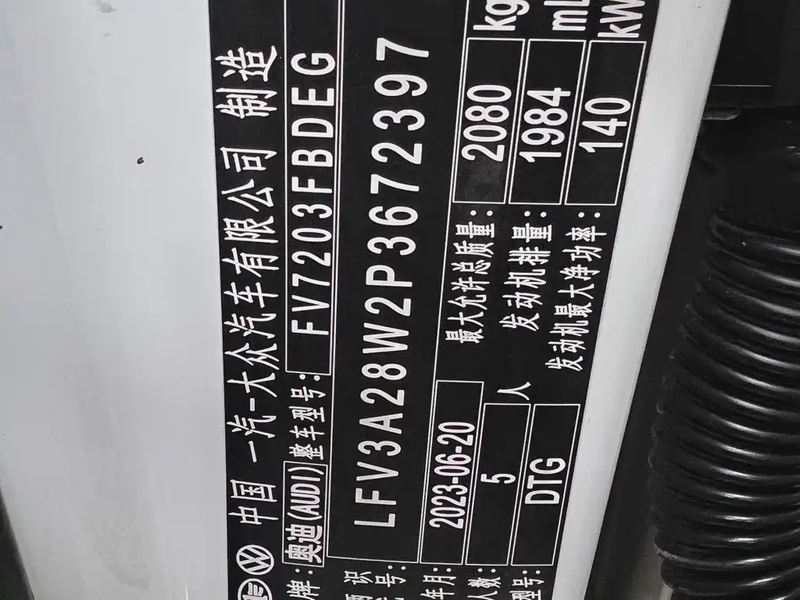 中国 一汽-大众汽车有限公司 制造
牌: 奥迪(AUDI) 整车型号: FV7203FBDEG
号: LFV3A28W2P3672397
年月: 2023-06-20 最大允许总质量: 2080 kg
人数: 5 人 发动机排量: 1984 mL
型号: DTG 发动机最大净功率: 140 kW